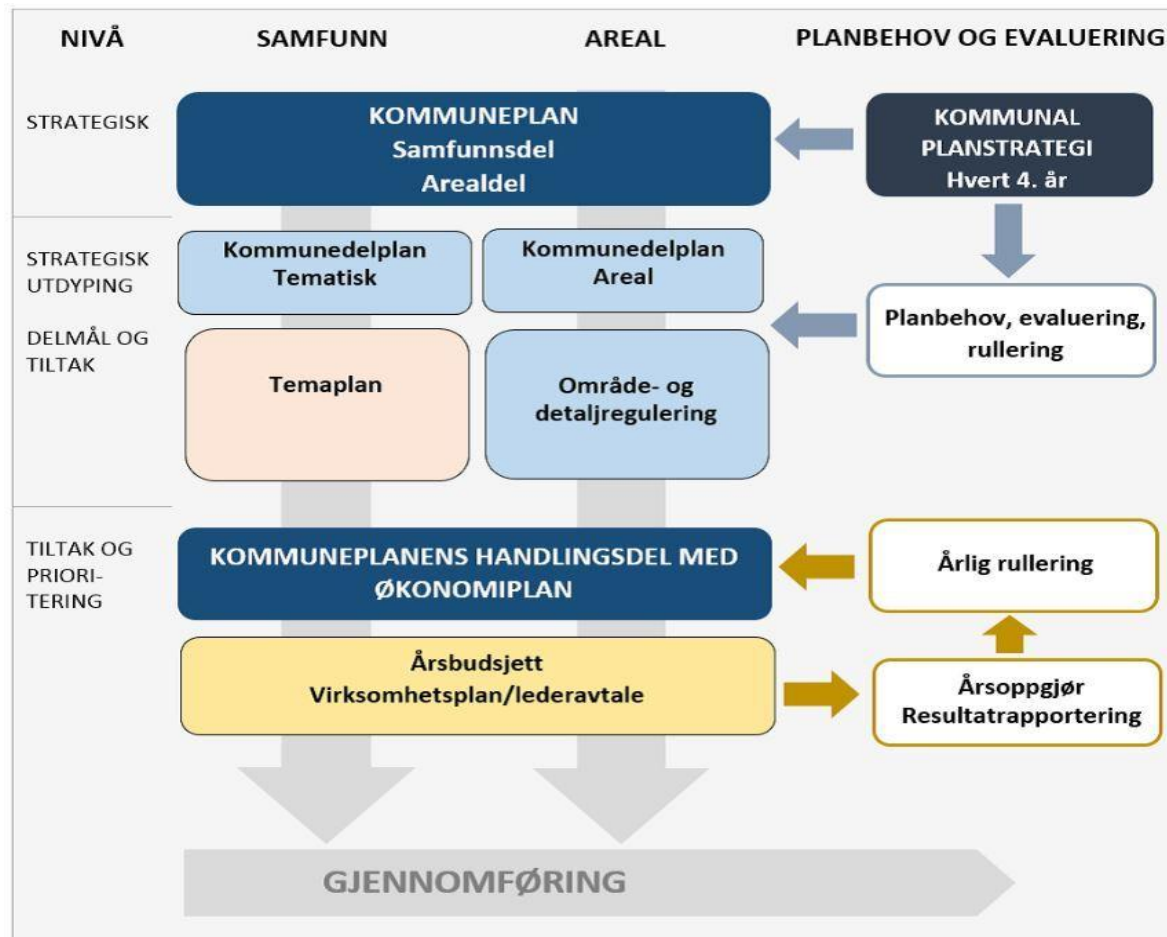 NIVÅ
SAMFUNN
AREAL
PLANBEHOV OG EVALUERING
STRATEGISK
KOMMUNEPLAN
Samfunnsdel
Arealdel
KOMMUNAL
PLANSTRATEGI
Hvert 4. år
STRATEGISK
UTDYPING
Kommunedelplan
Tematisk
Kommunedelplan
Areal
Planbehov, evaluering,
rullering
DELMÅL OG
TILTAK
Temaplan
Område- og
detaljregulering
TILTAK OG
PRIORI-
TERING
KOMMUNEPLANENS HANDLINGSDEL MED
ØKONOMIPLAN
Årlig rullering
Årsbudsjett
Virksomhetsplan/lederavtale
Årsoppgjør
Resultatrapportering
GJENNOMFØRING